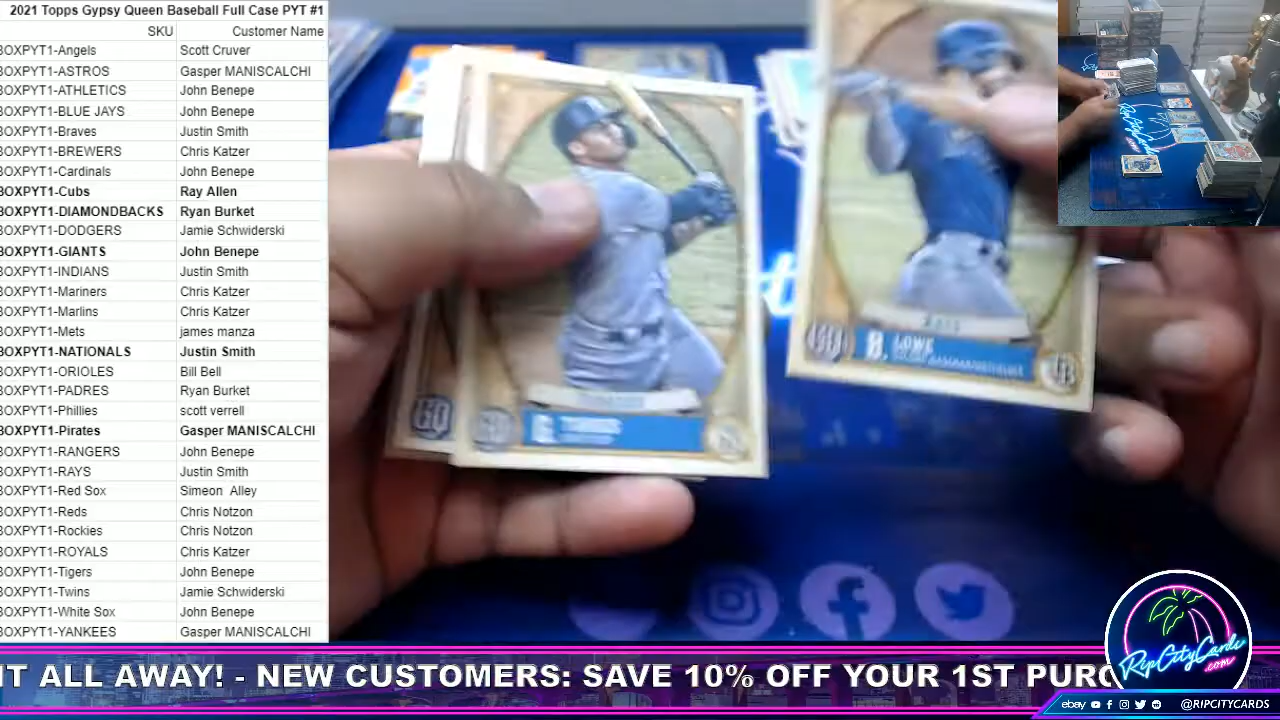 2021 Topps Gypsy Queen Baseball Full Case PYT #1
SKU Customer Name
BOXPYT1-Angels Scott Cruver
BOXPYT1-ASTROS Gasper MANISCALCHI
BOXPYT1-ATHLETICS John Benepe
BOXPYT1-BLUE JAYS John Benepe
BOXPYT1-Braves Justin Smith
BOXPYT1-BREWERS Chris Katzer
BOXPYT1-Cardinals John Benepe
BOXPYT1-Cubs Ray Allen
BOXPYT1-DIAMONDBACKS Ryan Burket
BOXPYT1-DODGERS Jamie Schwiderski
BOXPYT1-GIANTS John Benepe
BOXPYT1-INDIANS Justin Smith
BOXPYT1-Mariners Chris Katzer
BOXPYT1-Marlins Chris Katzer
BOXPYT1-Mets james manza
BOXPYT1-NATIONALS Justin Smith
BOXPYT1-ORIOLES Bill Bell
BOXPYT1-PADRES Ryan Burket
BOXPYT1-Phillies scott verrell
BOXPYT1-Pirates Gasper MANISCALCHI
BOXPYT1-RANGERS John Benepe
BOXPYT1-RAYS Justin Smith
BOXPYT1-Red Sox Simeon Alley
BOXPYT1-Reds Chris Notzon
BOXPYT1-Rockies Chris Notzon
BOXPYT1-ROYALS Chris Katzer
BOXPYT1-Tigers John Benepe
BOXPYT1-Twins Jamie Schwiderski
BOXPYT1-White Sox John Benepe
BOXPYT1-YANKEES Gasper MANISCALCHI
RAYS
B. LOWE
GQ
GQ
G. TORRES
IT ALL AWAY! - NEW CUSTOMERS: SAVE 10% OFF YOUR 1ST PURC
RipCityCards
.com
ebay @RIPCITYCARDS